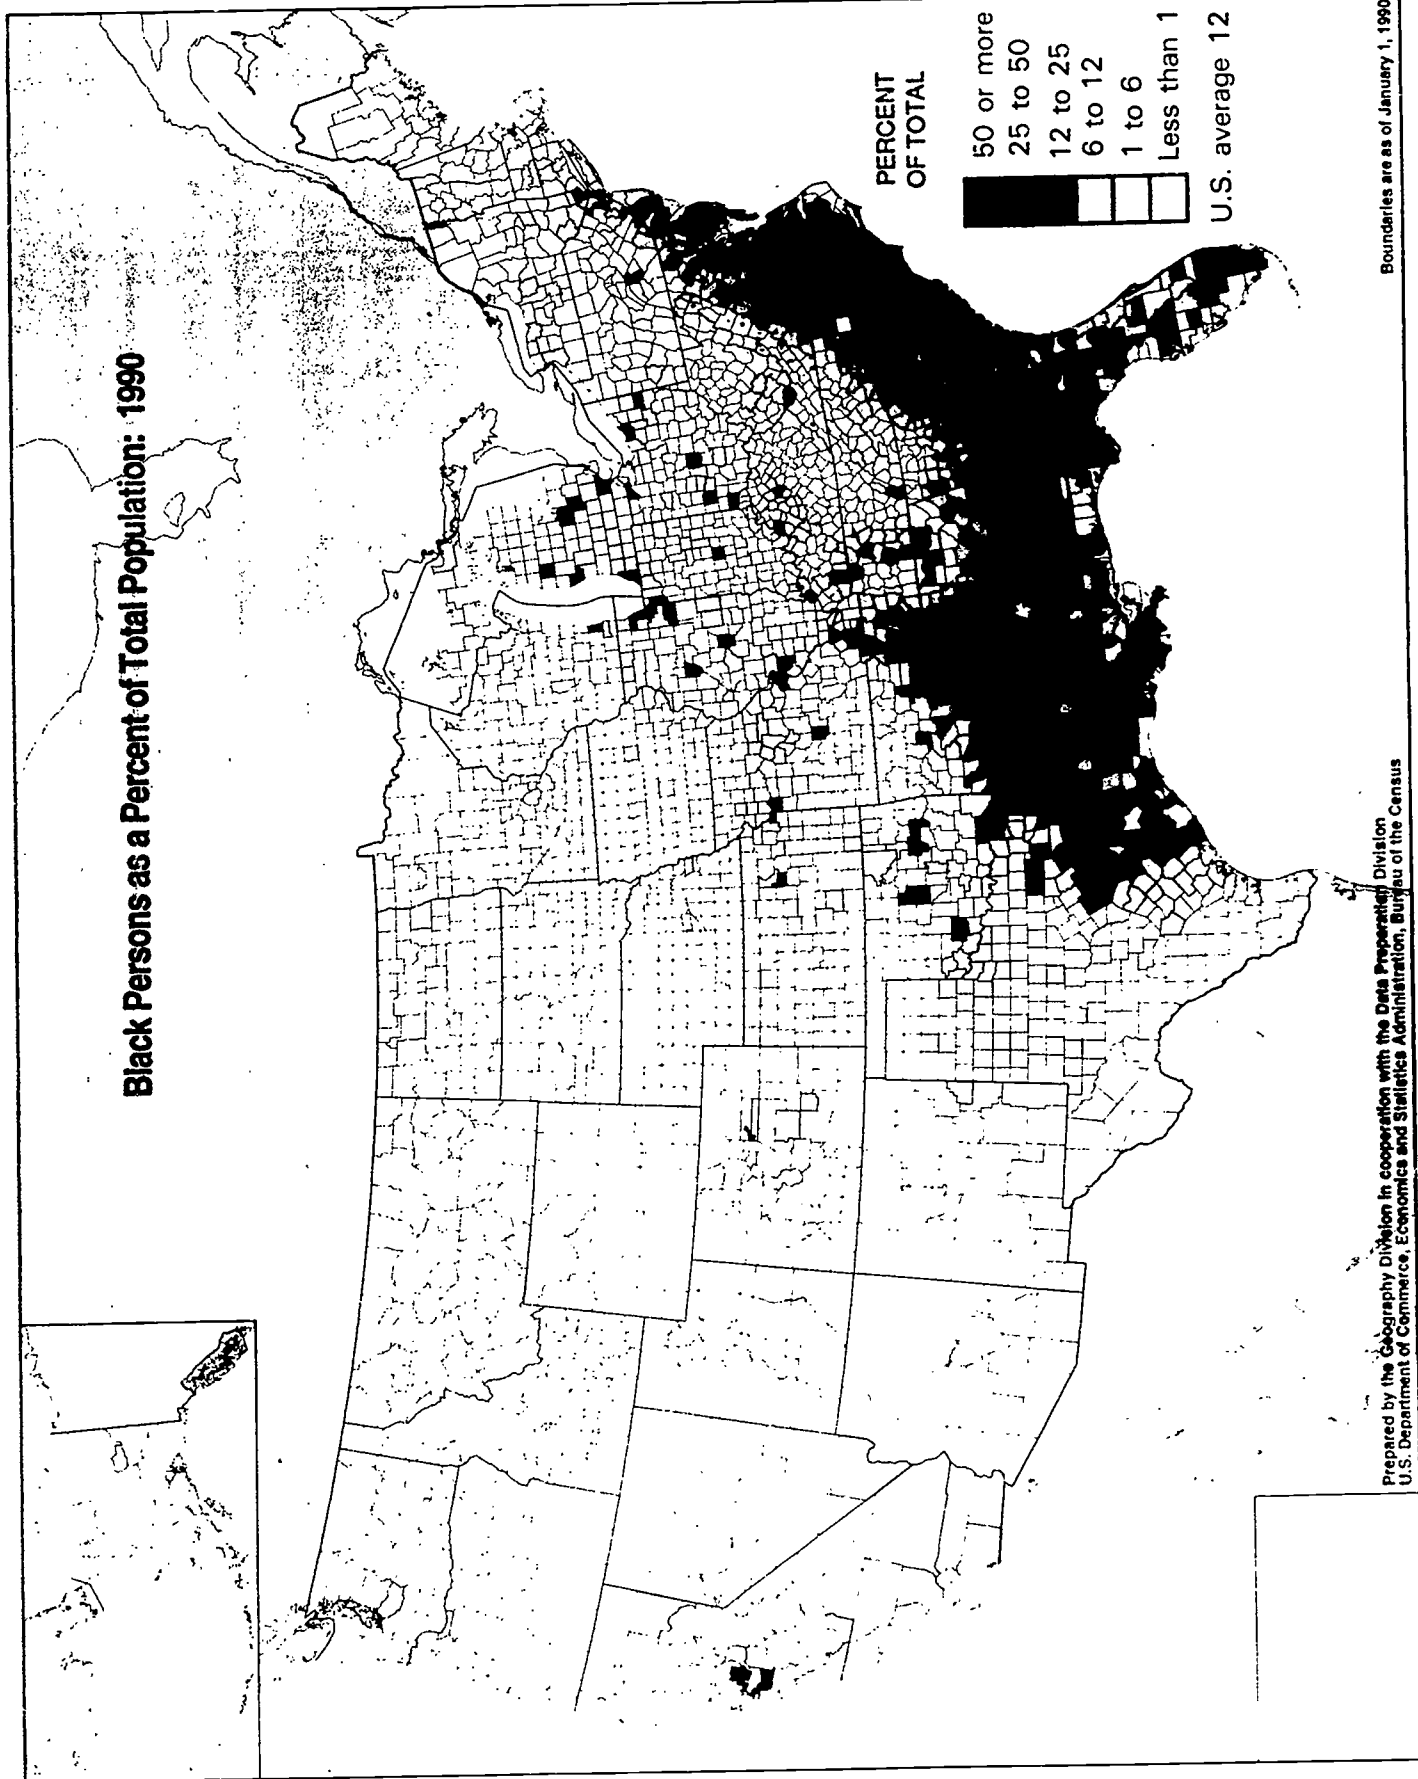 Black Persons as a Percent of Total Population: 1990
PERCENT
OF TOTAL
50 or more
25 to 50
12 to 25
6 to 12
1 to 6
Less than 1
U.S. average 12
Prepared by the Geography Division in cooperation with the Data Preparation Division
U.S. Department of Commerce, Economics and Statistics Administration, Bureau of the Census
Boundaries are as of January 1, 1990